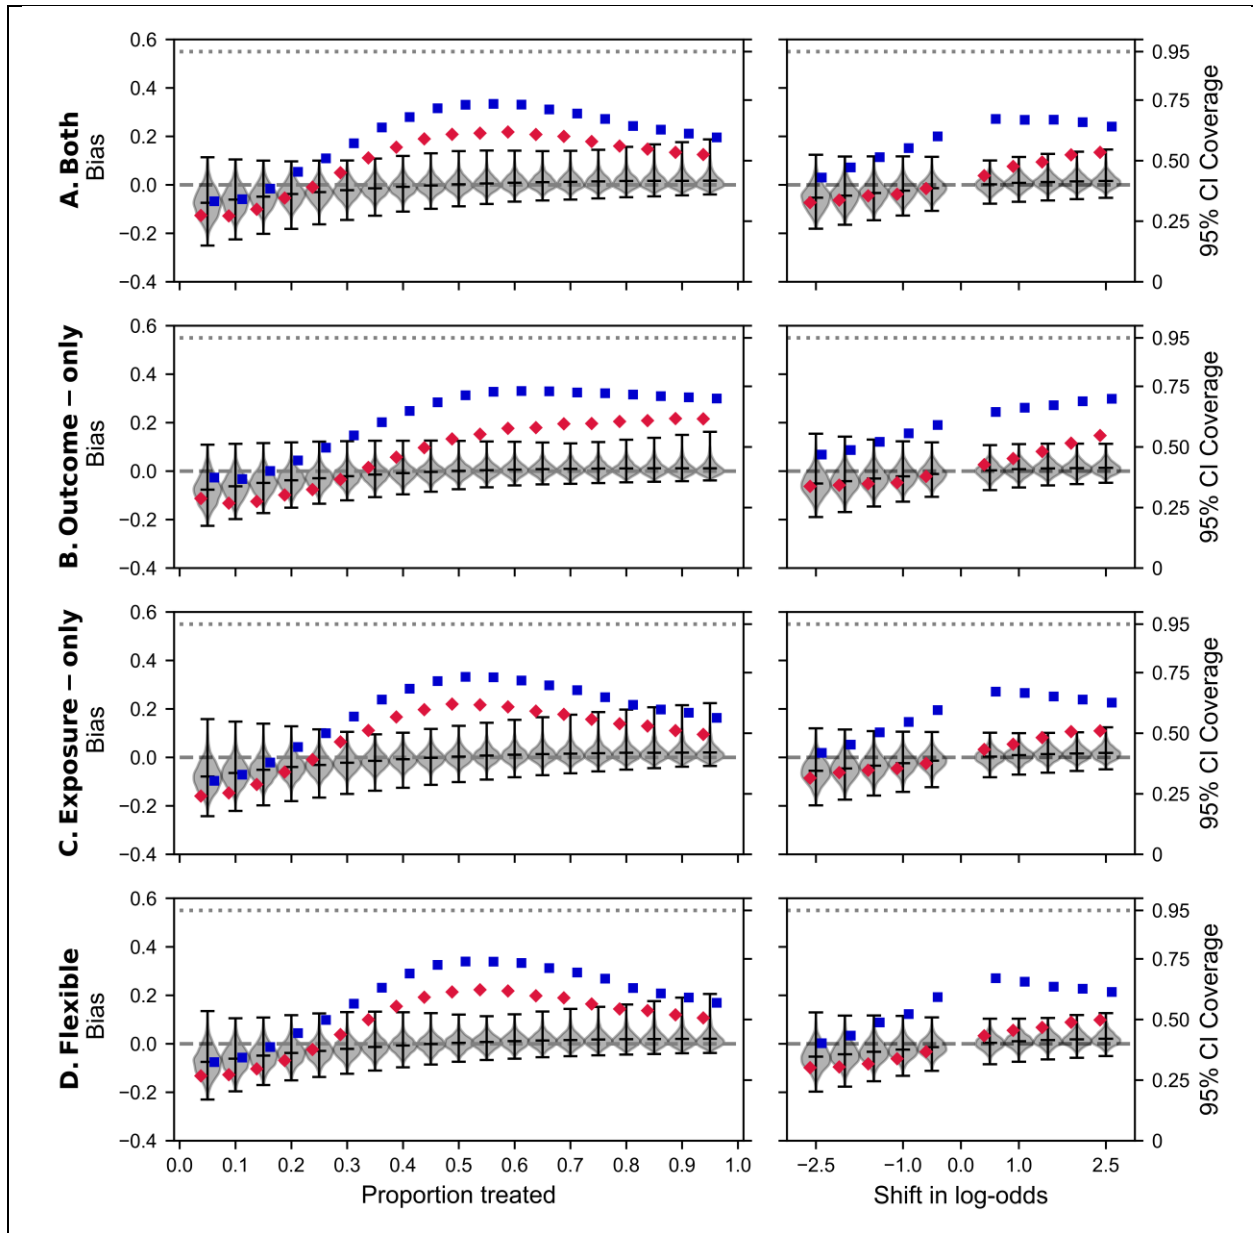 A. Both
Bias
0.6
0.4
0.2
0.0
−0.2
−0.4
0.95
0.75
0.50
0.25
0
95% CI Coverage
B. Outcome − only
Bias
0.6
0.4
0.2
0.0
−0.2
−0.4
0.95
0.75
0.50
0.25
0
95% CI Coverage
C. Exposure − only
Bias
0.6
0.4
0.2
0.0
−0.2
−0.4
0.95
0.75
0.50
0.25
0
95% CI Coverage
D. Flexible
Bias
0.6
0.4
0.2
0.0
−0.2
−0.4
0.95
0.75
0.50
0.25
0
95% CI Coverage
0.0 0.1 0.2 0.3 0.4 0.5 0.6 0.7 0.8 0.9 1.0
Proportion treated
−2.5 −1.0 0.0 1.0 2.5
Shift in log-odds